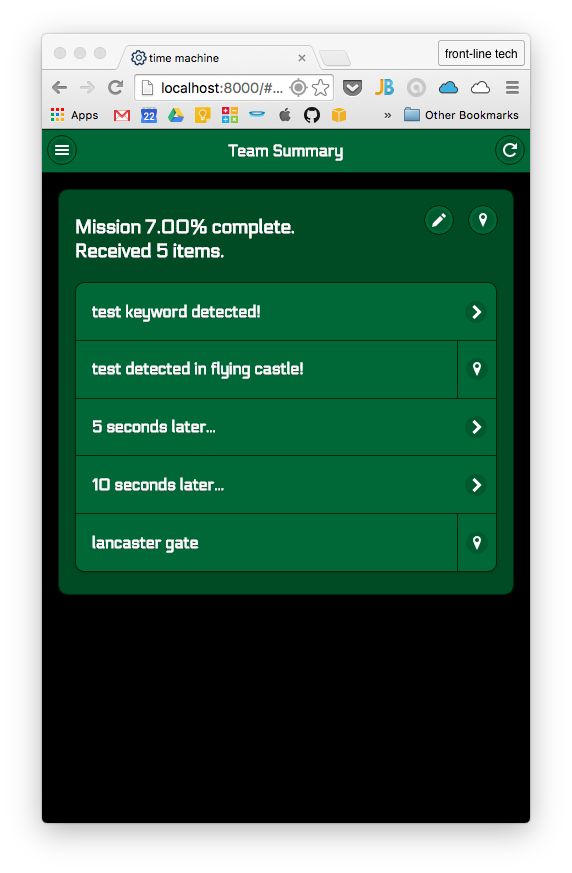 time machine
front-line tech
localhost:8000/#...
JB
Apps
22
»
Other Bookmarks
Team Summary
Mission 7.00% complete.
Received 5 items.
test keyword detected!
test detected in flying castle!
5 seconds later...
10 seconds later...
lancaster gate